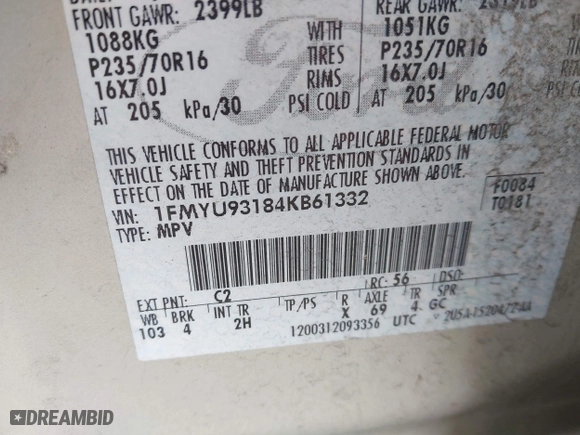 FRONT GAWR: 2399LB REAR GAWR:
1088KG WITH 1051KG
P235/70R16 TIRES P235/70R16
16X7.0J RIMS 16X7.0J
AT 205 kPa/30 PSI COLD AT 205 kPa/30
Ford
THIS VEHICLE CONFORMS TO ALL APPLICABLE FEDERAL MOTOR
VEHICLE SAFETY AND THEFT PREVENTION STANDARDS IN
EFFECT ON THE DATE OF MANUFACTURE SHOWN ABOVE.
VIN: 1FMYU93184KB61332 F0084
TYPE: MPV T0181
RC: 56 DSO:
EXT PNT: C2
WB BRK INT TR TP/PS R AXLE TR SPR
103 4 2H X 69 4 GC
1200312093356 UTC
DREAMBID